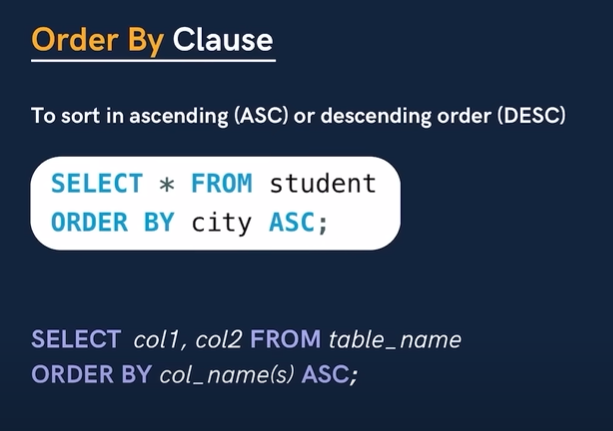 Order By Clause
To sort in ascending (ASC) or descending order (DESC)
SELECT * FROM student
ORDER BY city ASC;
SELECT col1, col2 FROM table_name
ORDER BY col_name(s) ASC;